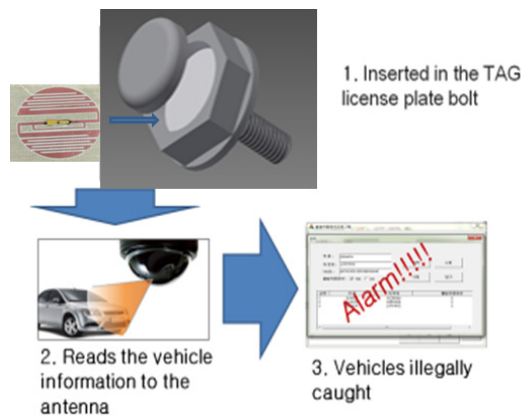 1. Inserted in the TAG
license plate bolt
Alarm!!!!!
2. Reads the vehicle
information to the
antenna
3. Vehicles illegally
caught